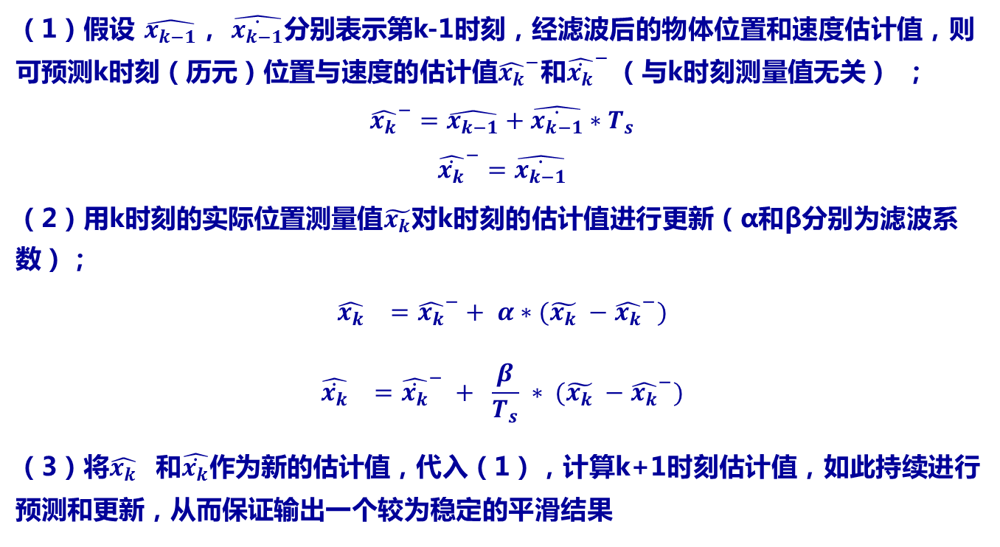 （1）假设 $\widehat{x_{k-1}}$ ， $\widehat{\dot{x_{k-1}}}$分别表示第k-1时刻，经滤波后的物体位置和速度估计值，则
可预测k时刻（历元）位置与速度的估计值$\widehat{x_k}^-$和$\widehat{\dot{x_k}}^-$（与k时刻测量值无关）　；
$\widehat{x_k}^- = \widehat{x_{k-1}} + \widehat{\dot{x_{k-1}}} * T_s$
$\widehat{\dot{x_k}}^- = \widehat{\dot{x_{k-1}}}$
（2）用k时刻的实际位置测量值$\widetilde{x_k}$对k时刻的估计值进行更新（α和β分别为滤波系
数）；
$\widehat{x_k} = \widehat{x_k}^- + \alpha * (\widetilde{x_k} - \widehat{x_k}^-)$
$\widehat{\dot{x_k}} = \widehat{\dot{x_k}}^- + \frac{\beta}{T_s} * (\widetilde{x_k} - \widehat{x_k}^-)$
（3）将$\widehat{x_k}$ 和$\widehat{\dot{x_k}}$作为新的估计值，代入（1），计算k+1时刻估计值，如此持续进行
预测和更新，从而保证输出一个较为稳定的平滑结果